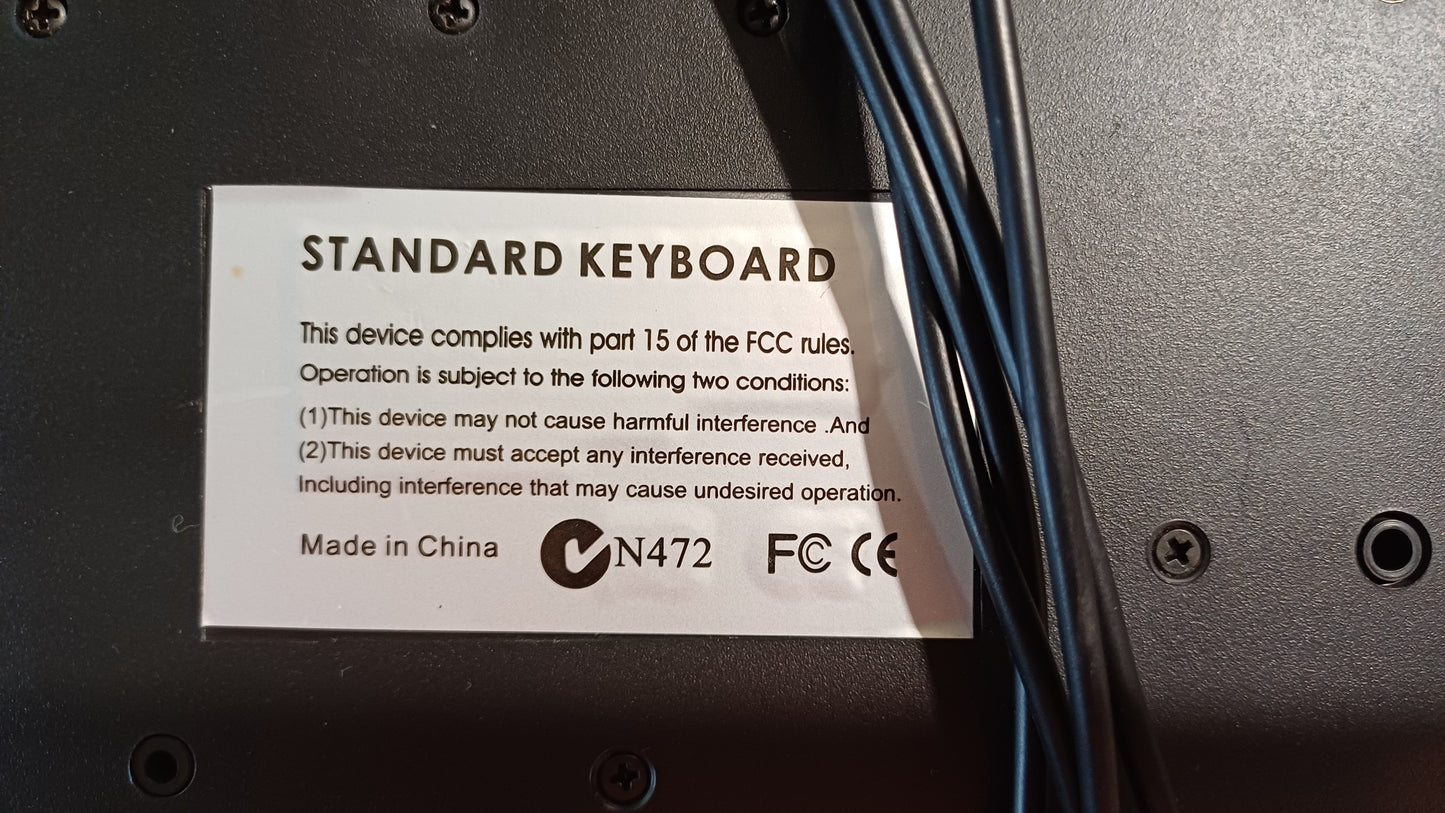 STANDARD KEYBOARD
This device complies with part 15 of the FCC rules.
Operation is subject to the following two conditions:
(1)This device may not cause harmful interference .And
(2)This device must accept any interference received,
Including interference that may cause undesired operation.
Made in China N472 FC CE